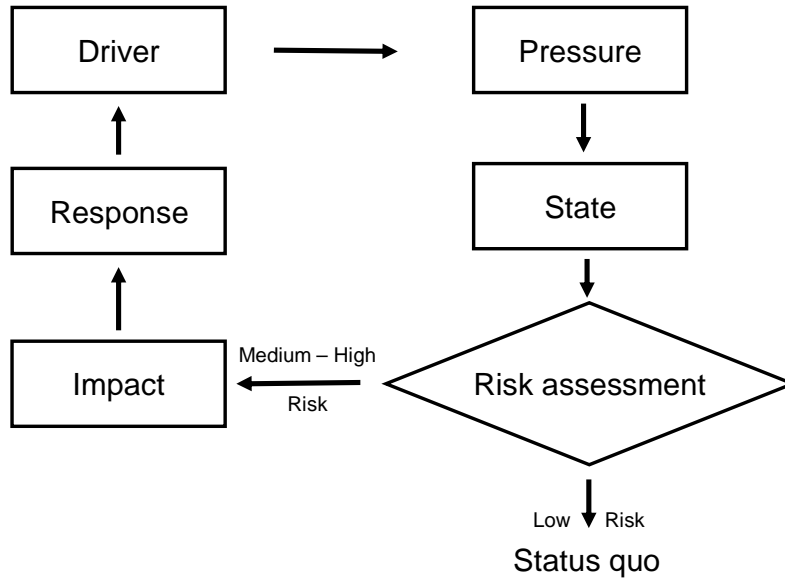 Driver
Pressure
Response
State
Medium – High
Impact
Risk assessment
Risk
Low Risk
Status quo